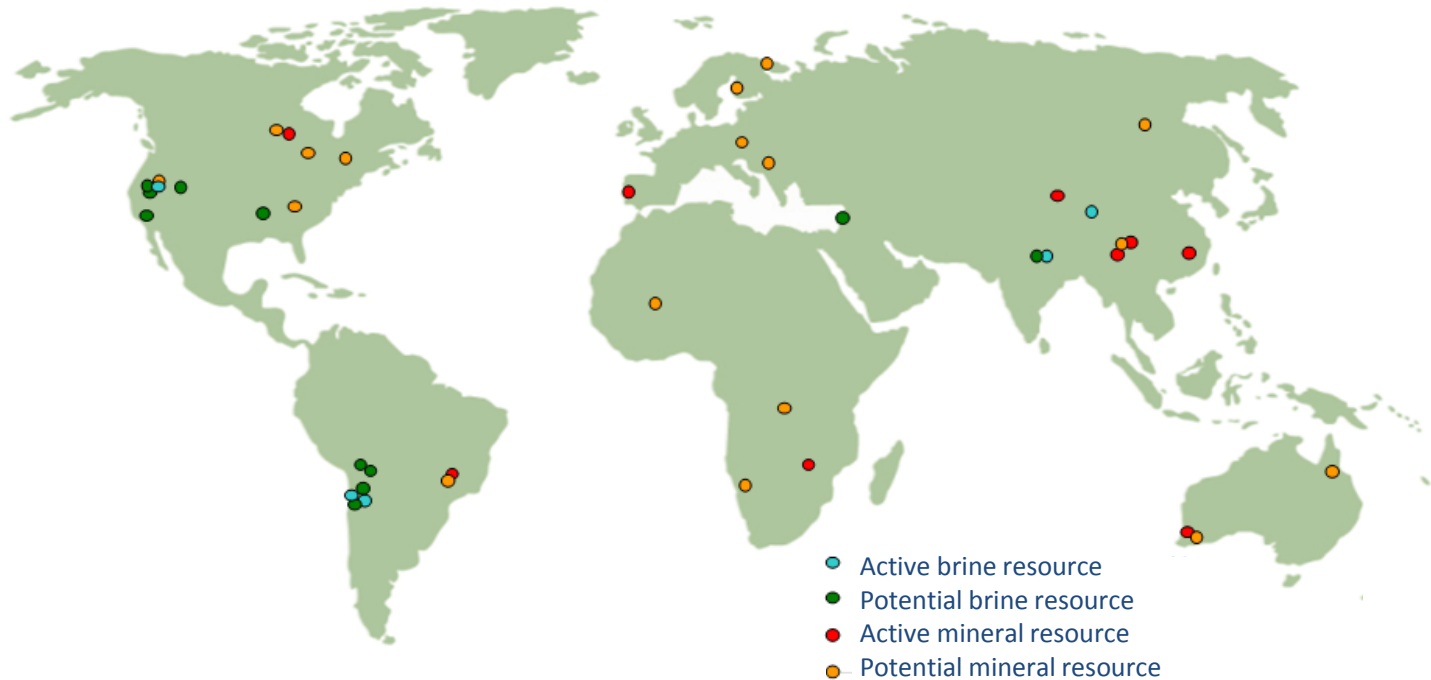 Active brine resource
Potential brine resource
Active mineral resource
Potential mineral resource